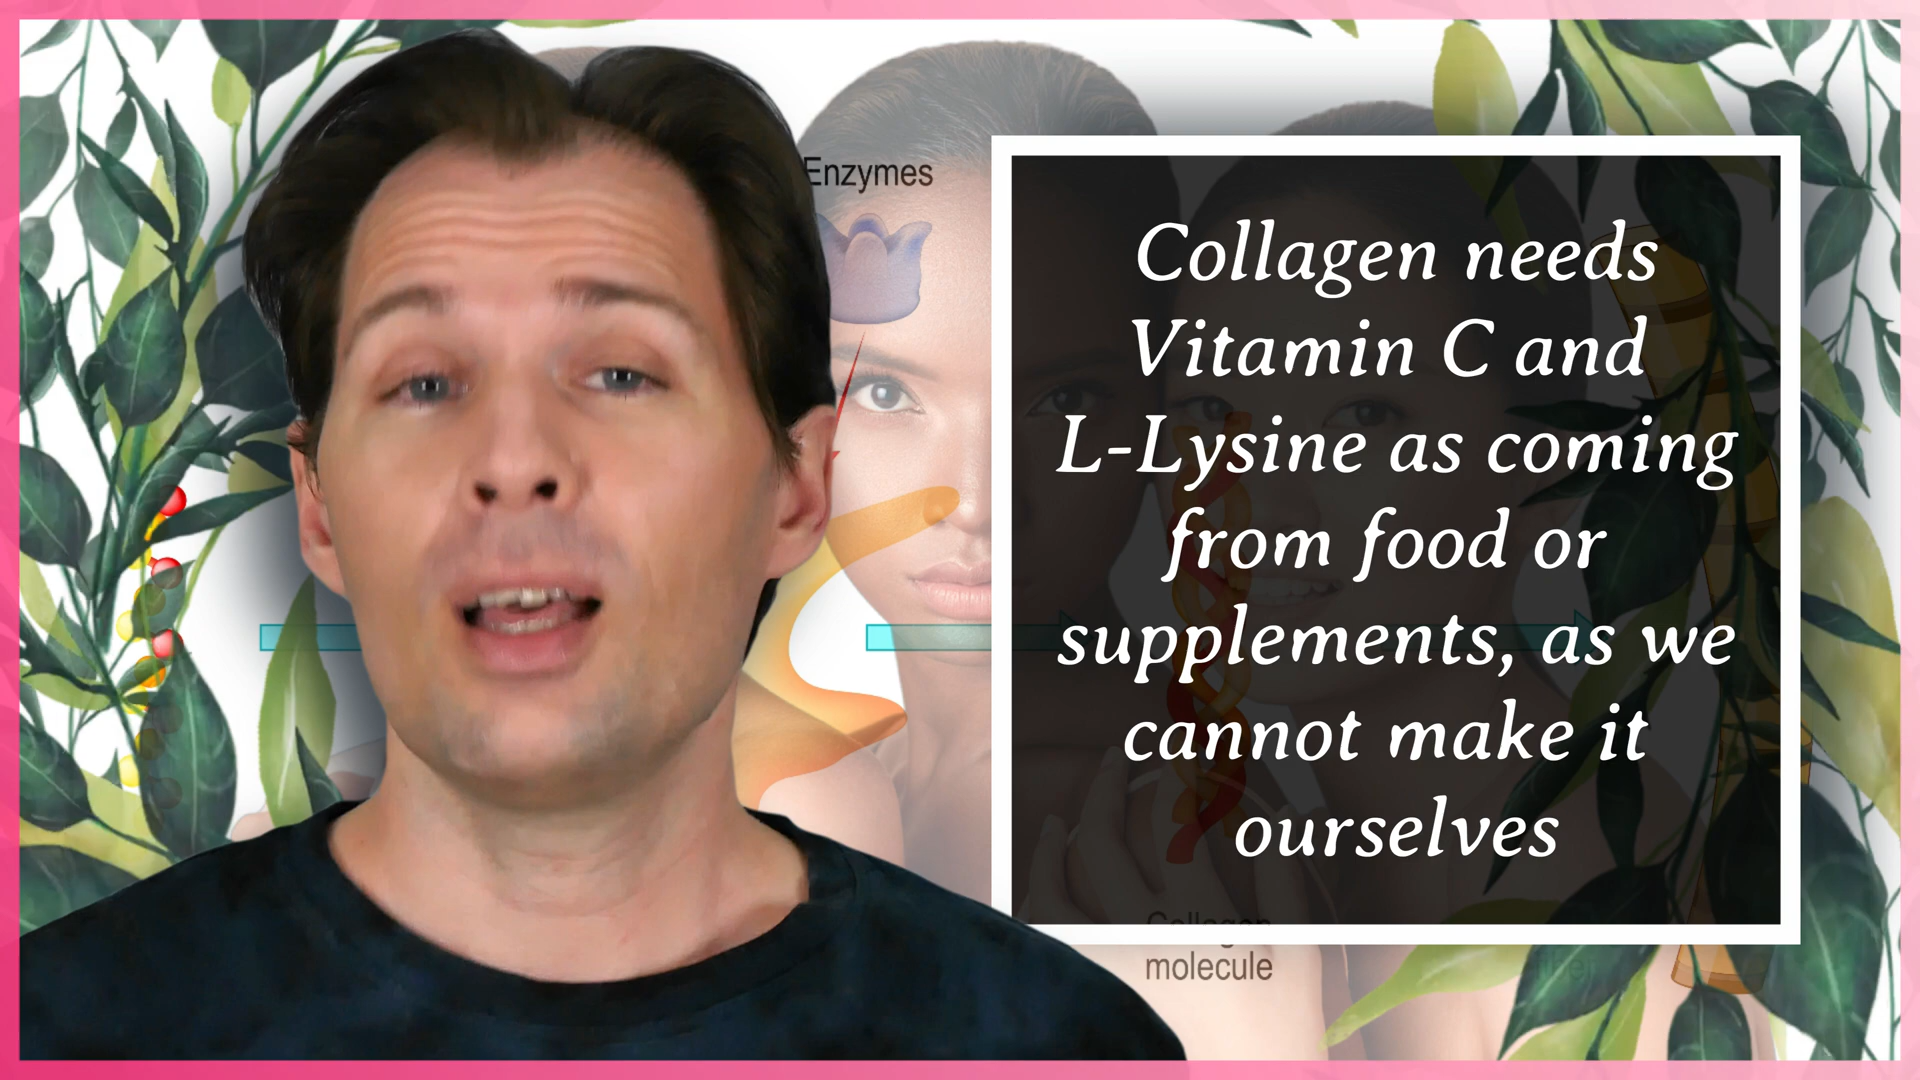 Enzymes
Collagen needs
Vitamin C and
L-Lysine as coming
from food or
supplements, as we
cannot make it
ourselves
Collagen
molecule